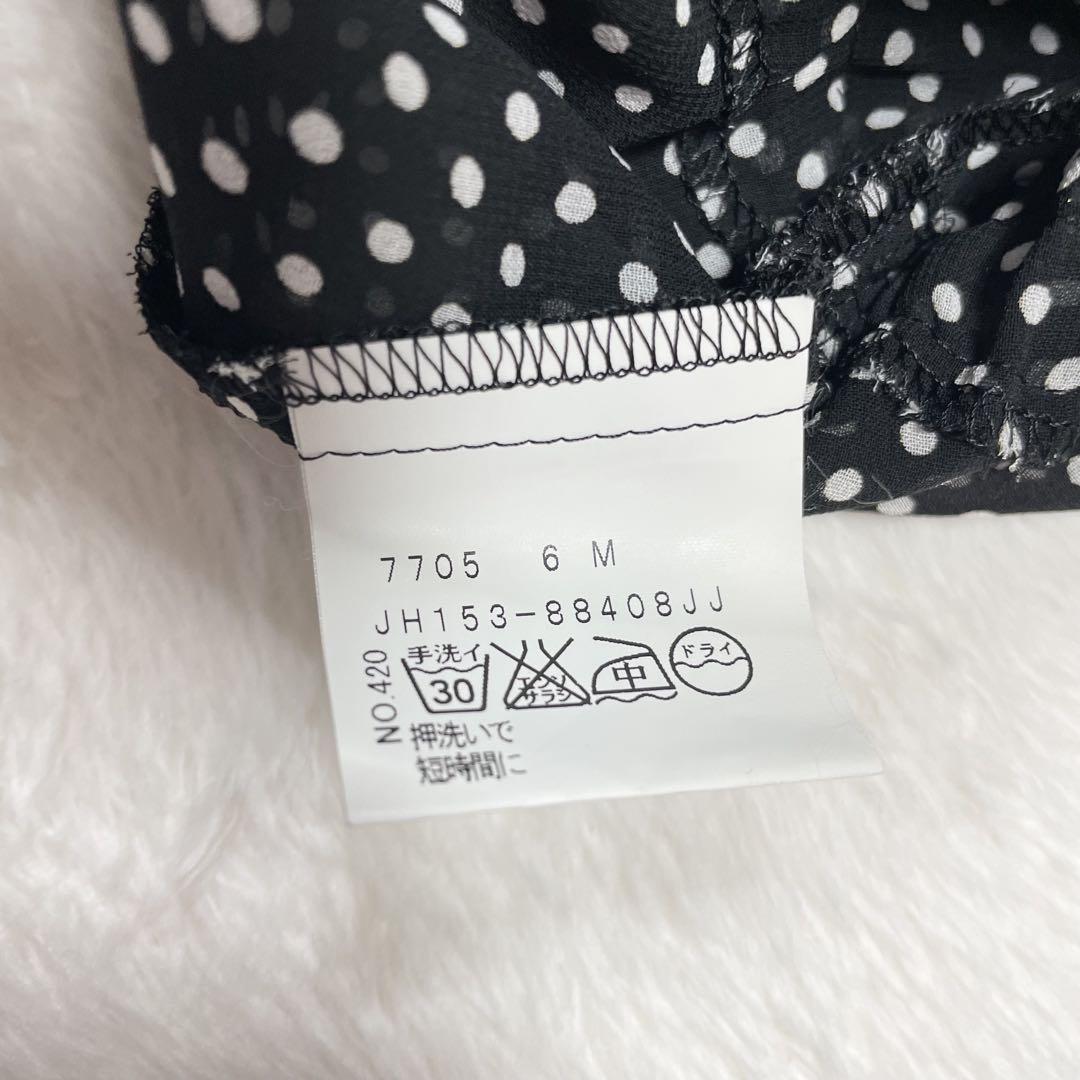 7705 6 M
JH153-88408JJ
NO.420
手洗イ
30
エンソ
サラシ
中
ドライ
押洗いで
短時間に